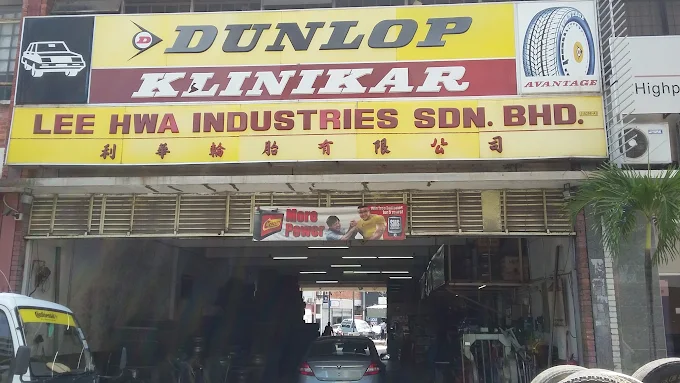 DUNLOP
KLINIKAR
AVANTAGE
LEE HWA INDUSTRIES SDN. BHD.
利華輪胎有限公司
Highp
More
Power